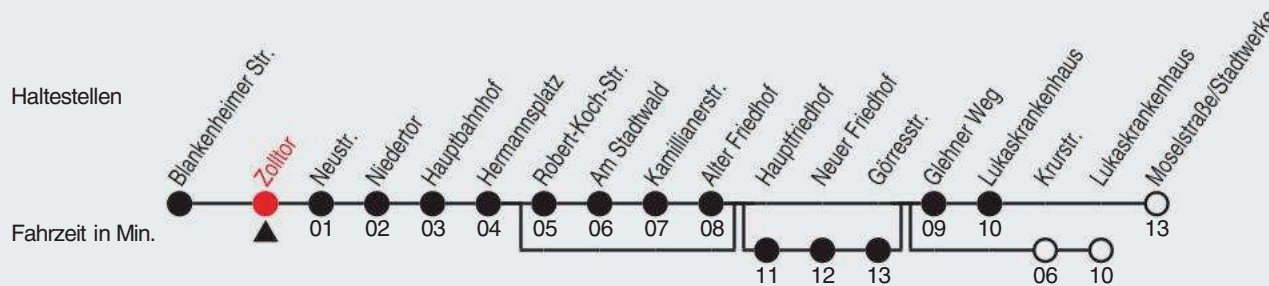 Haltestellen
Blankenheimer Str.
Zolltor
Neustr.
Niedertor
Hauptbahnhof
Hermannsplatz
Robert-Koch-Str.
Am Stadtwald
Kamillianerstr.
Alter Friedhof
Hauptfriedhof
Neuer Friedhof
Görresstr.
Glehner Weg
Lukaskrankenhaus
Krurstr.
Lukaskrankenhaus
Moselstraße/Stadtwerke
Fahrzeit in Min.
01 02 03 04 05 06 07 08 09 10 13
11 12 13 06 10